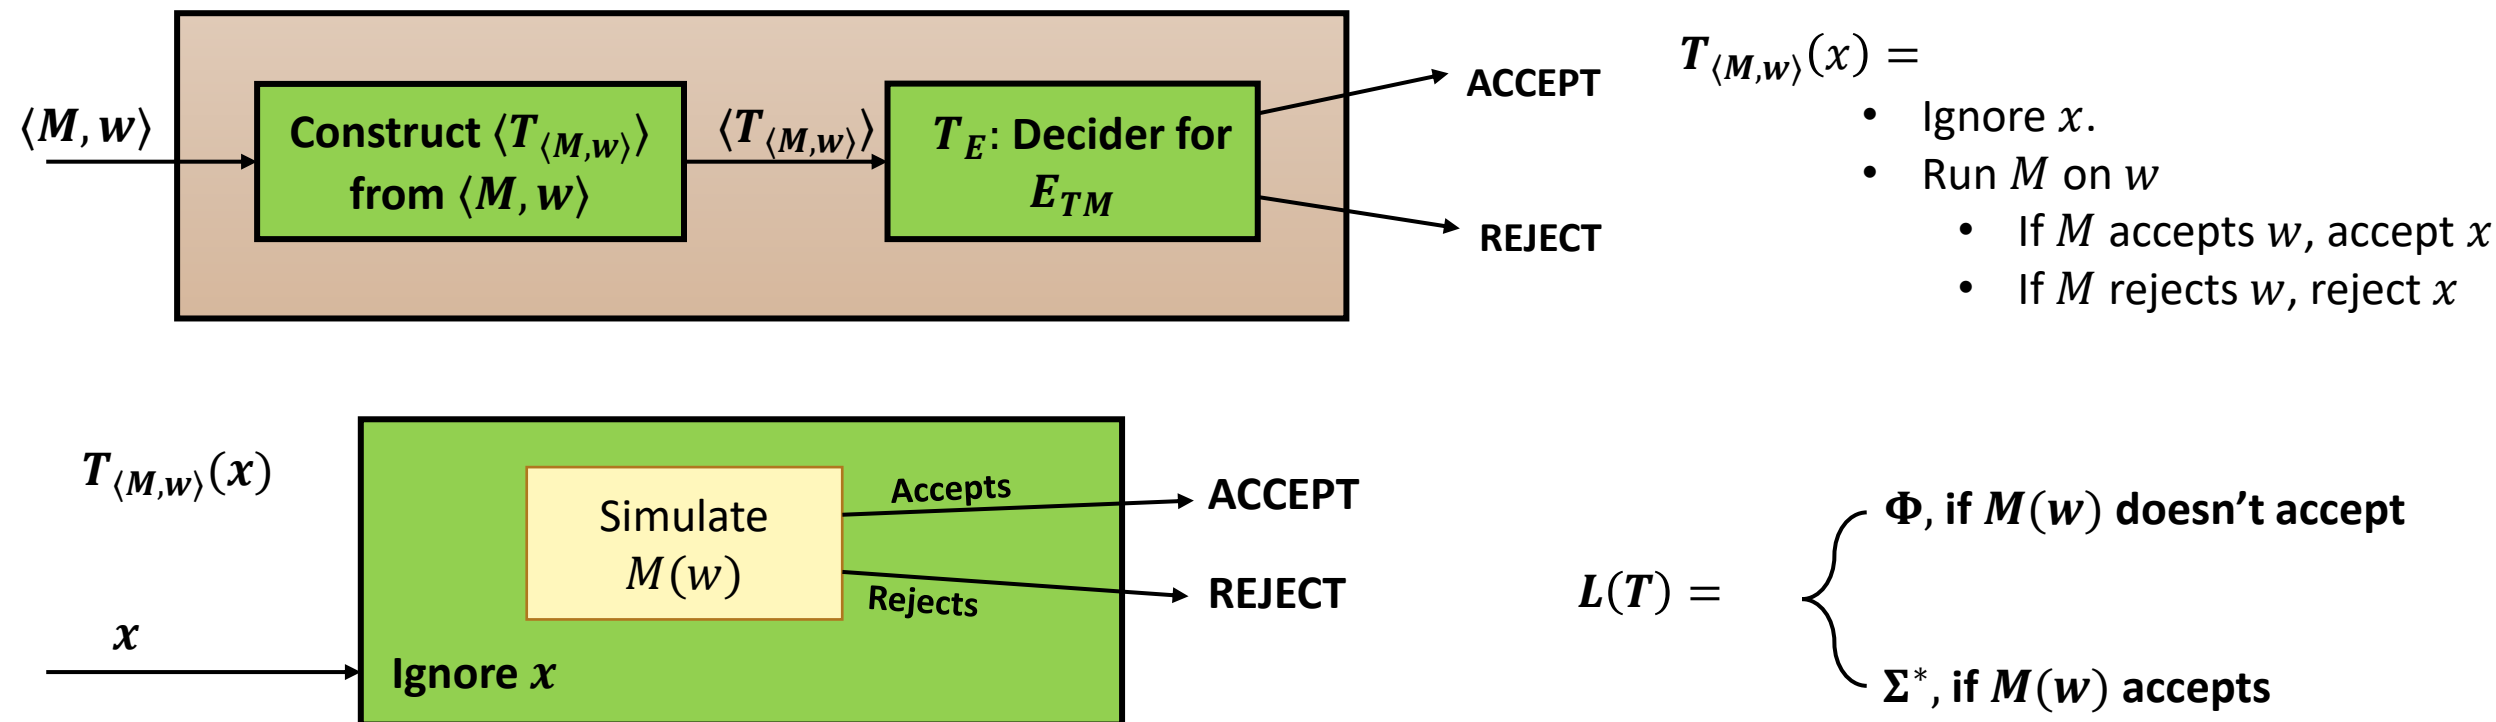 ⟨M, w⟩
Construct ⟨T⟨M,w⟩⟩
from ⟨M, w⟩
⟨T⟨M,w⟩⟩
T_E: Decider for
E_TM
ACCEPT
REJECT
T⟨M,w⟩(x) =
• Ignore x.
• Run M on w
• If M accepts w, accept x
• If M rejects w, reject x
T⟨M,w⟩(x)
x
Simulate
M(w)
Accepts
Rejects
Ignore x
ACCEPT
REJECT
L(T) =
Φ, if M(w) doesn’t accept
Σ*, if M(w) accepts